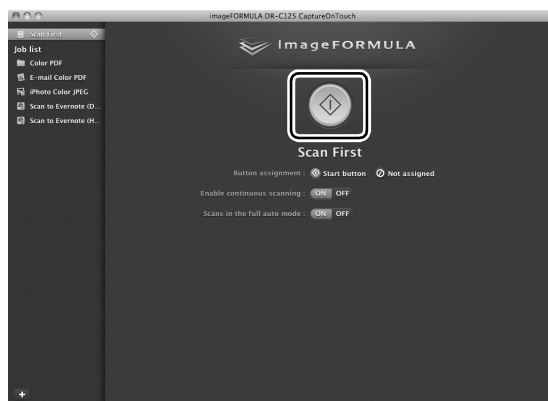 imageFORMULA DR-C125 CaptureOnTouch
Scan First
Job list
Color PDF
E-mail Color PDF
iPhoto Color JPEG
Scan to Evernote (D...
Scan to Evernote (H...
imageFORMULA
Scan First
Button assignment : Start button Not assigned
Enable continuous scanning : ON OFF
Scans in the full auto mode : ON OFF
+